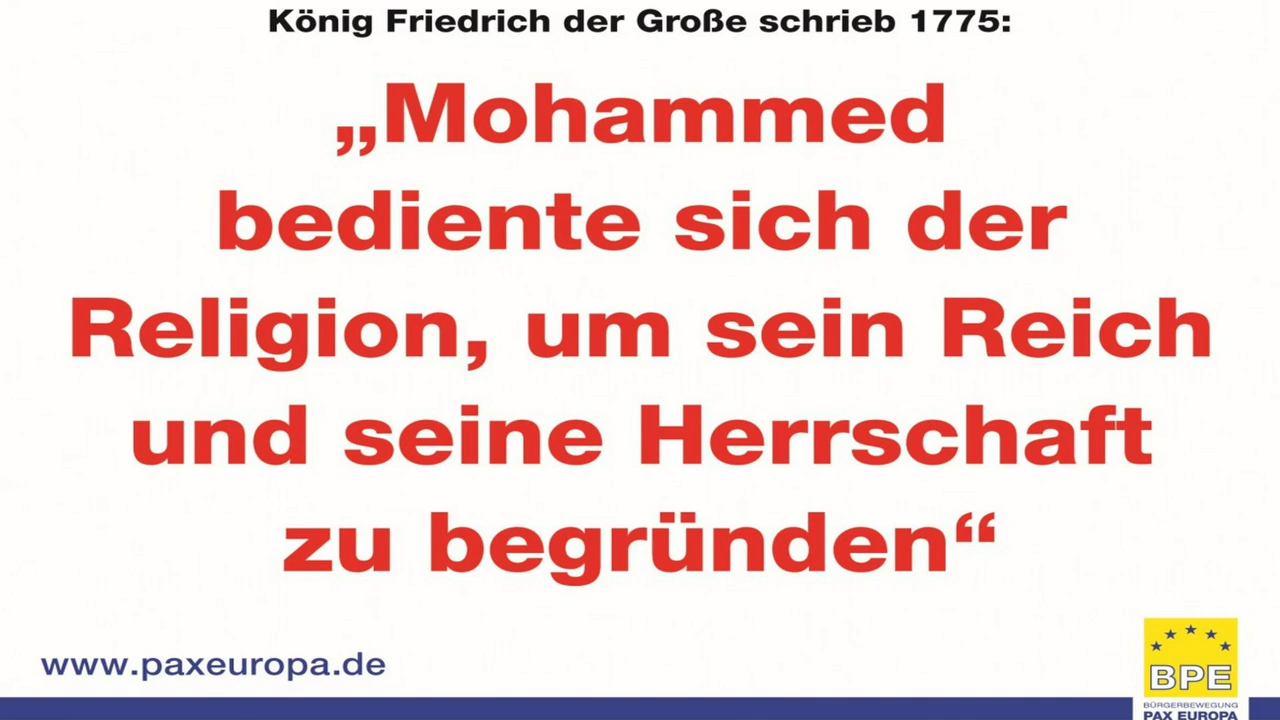 König Friedrich der Große schrieb 1775:
„Mohammed
bediente sich der
Religion, um sein Reich
und seine Herrschaft
zu begründen“
www.paxeuropa.de
BPE
BÜRGERBEWEGUNG
PAX EUROPA